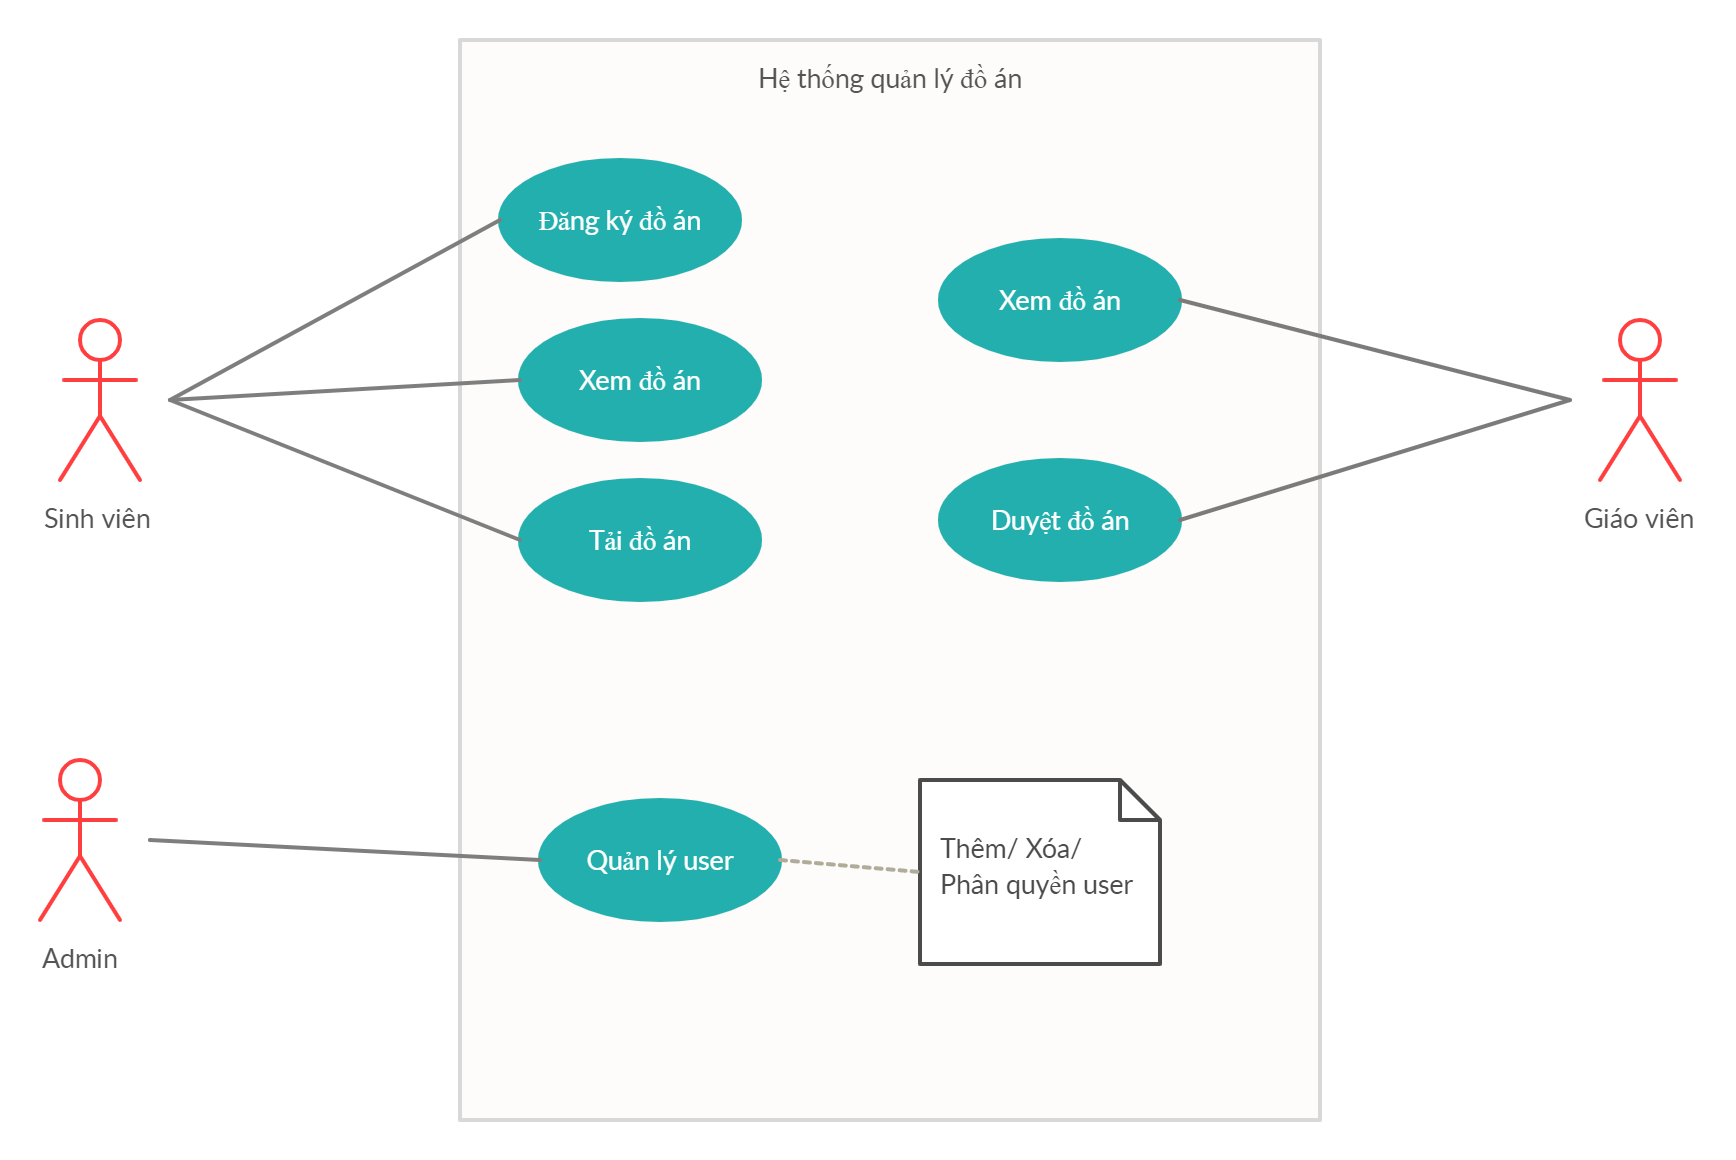 Hệ thống quản lý đồ án
Đăng ký đồ án
Xem đồ án
Xem đồ án
Tải đồ án
Duyệt đồ án
Sinh viên
Giáo viên
Quản lý user
Thêm/ Xóa/
Phân quyền user
Admin